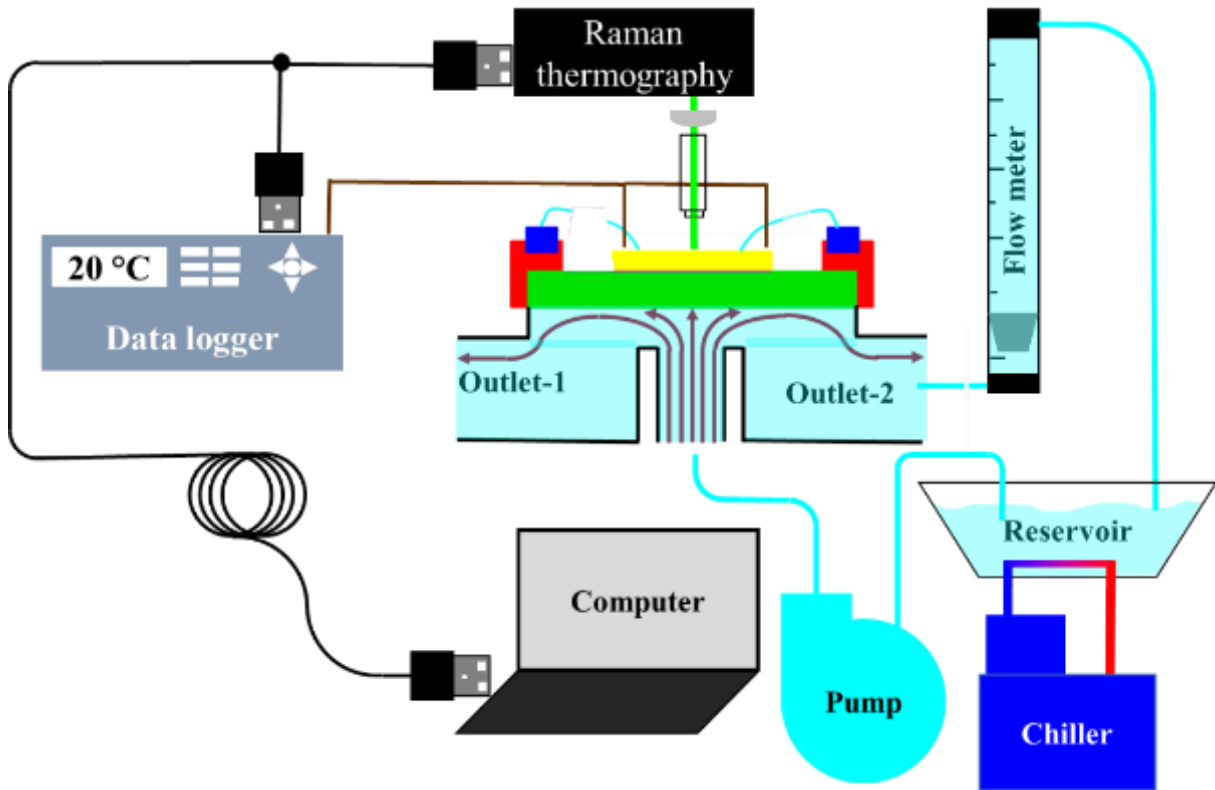 Raman
thermography
Flow meter
20 °C
Data logger
Outlet-1
Outlet-2
Reservoir
Computer
Pump
Chiller